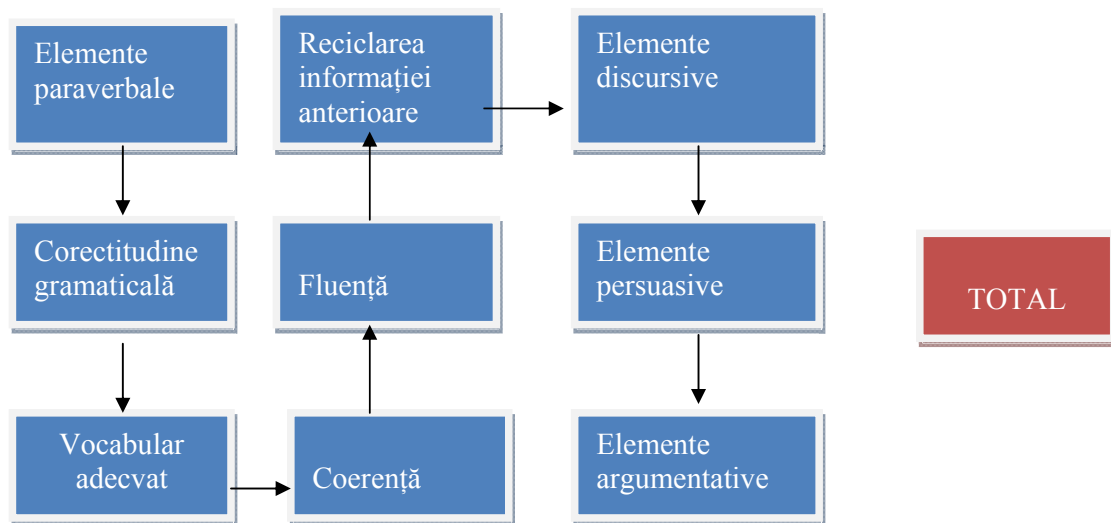 Elemente
paraverbale
Corectitudine
gramaticală
Vocabular
adecvat
Coerență
Fluență
Reciclarea
informației
anterioare
Elemente
discursive
Elemente
persuasive
Elemente
argumentative
TOTAL